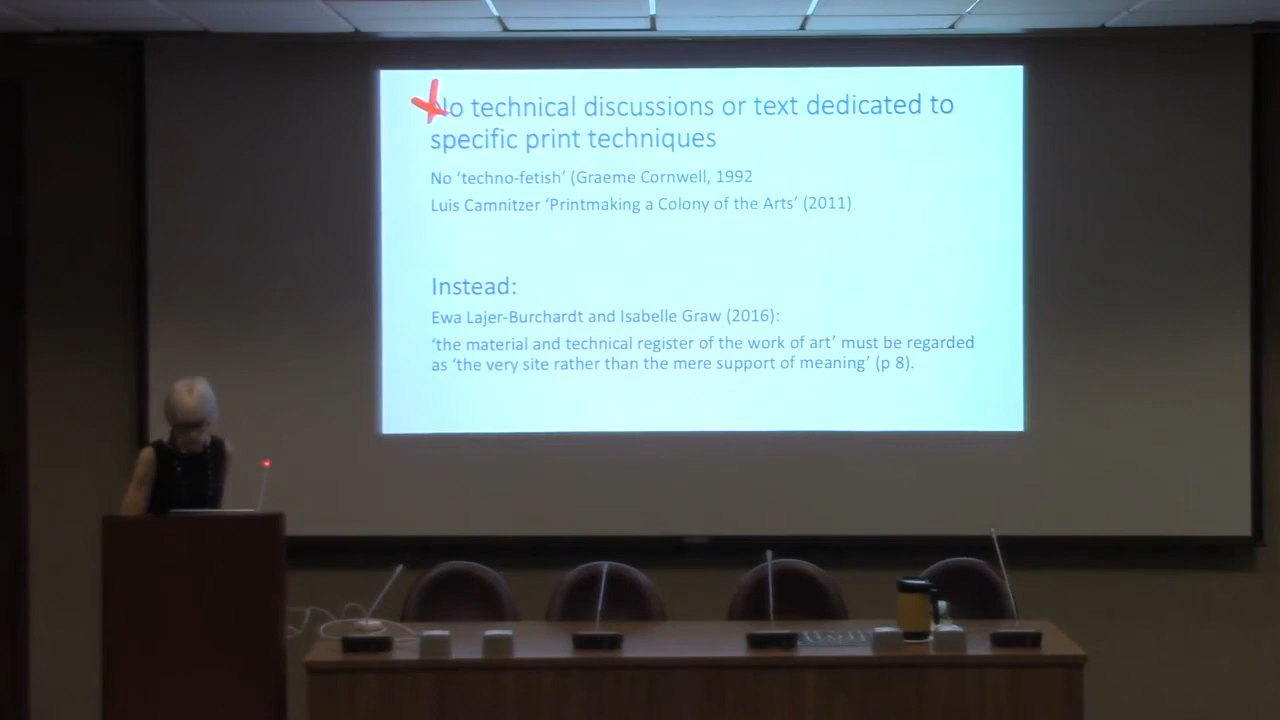 No technical discussions or text dedicated to
specific print techniques
No ‘techno-fetish’ (Graeme Cornwell, 1992
Luis Camnitzer ‘Printmaking a Colony of the Arts’ (2011)
Instead:
Ewa Lajer-Burchardt and Isabelle Graw (2016):
‘the material and technical register of the work of art’ must be regarded
as ‘the very site rather than the mere support of meaning’ (p 8).